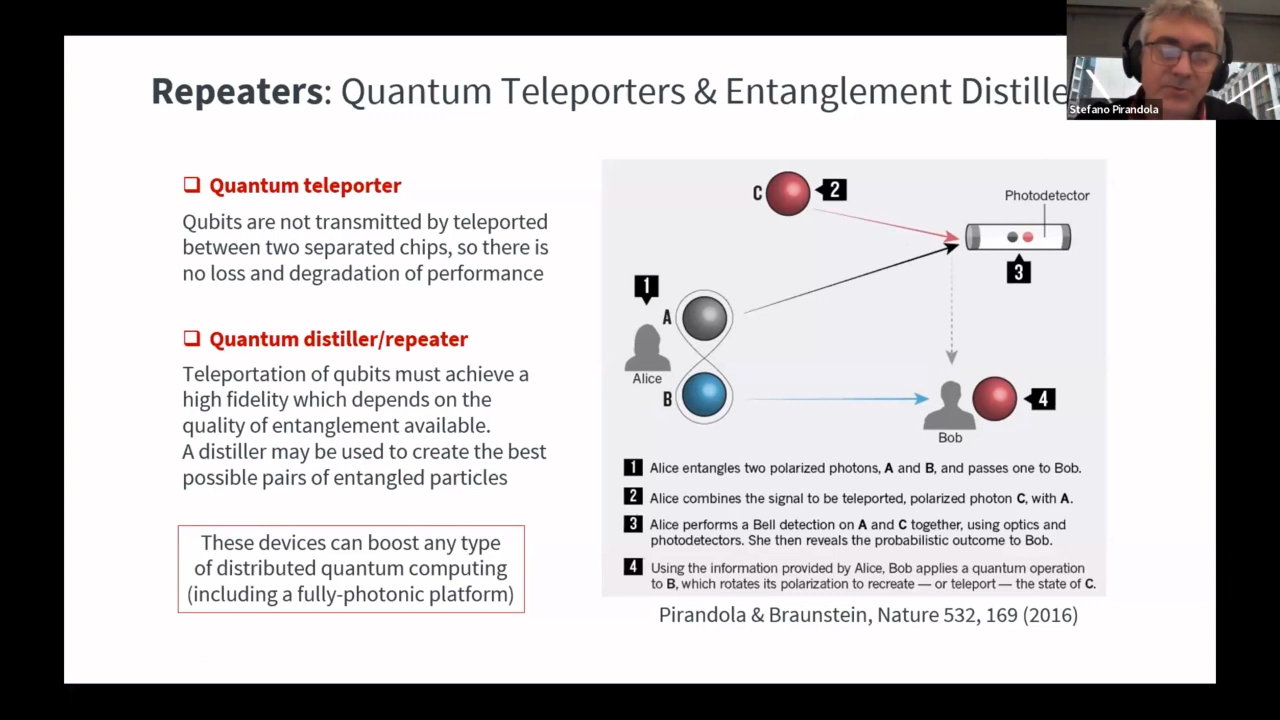 Repeaters: Quantum Teleporters & Entanglement Distille
Stefano Pirandola
❑ Quantum teleporter
Qubits are not transmitted by teleported
between two separated chips, so there is
no loss and degradation of performance
❑ Quantum distiller/repeater
Teleportation of qubits must achieve a
high fidelity which depends on the
quality of entanglement available.
A distiller may be used to create the best
possible pairs of entangled particles
These devices can boost any type
of distributed quantum computing
(including a fully-photonic platform)
C
2
Photodetector
3
1
A
Alice
B
4
Bob
1 Alice entangles two polarized photons, A and B, and passes one to Bob.
2 Alice combines the signal to be teleported, polarized photon C, with A.
3 Alice performs a Bell detection on A and C together, using optics and
photodetectors. She then reveals the probabilistic outcome to Bob.
4 Using the information provided by Alice, Bob applies a quantum operation
to B, which rotates its polarization to recreate — or teleport — the state of C.
Pirandola & Braunstein, Nature 532, 169 (2016)